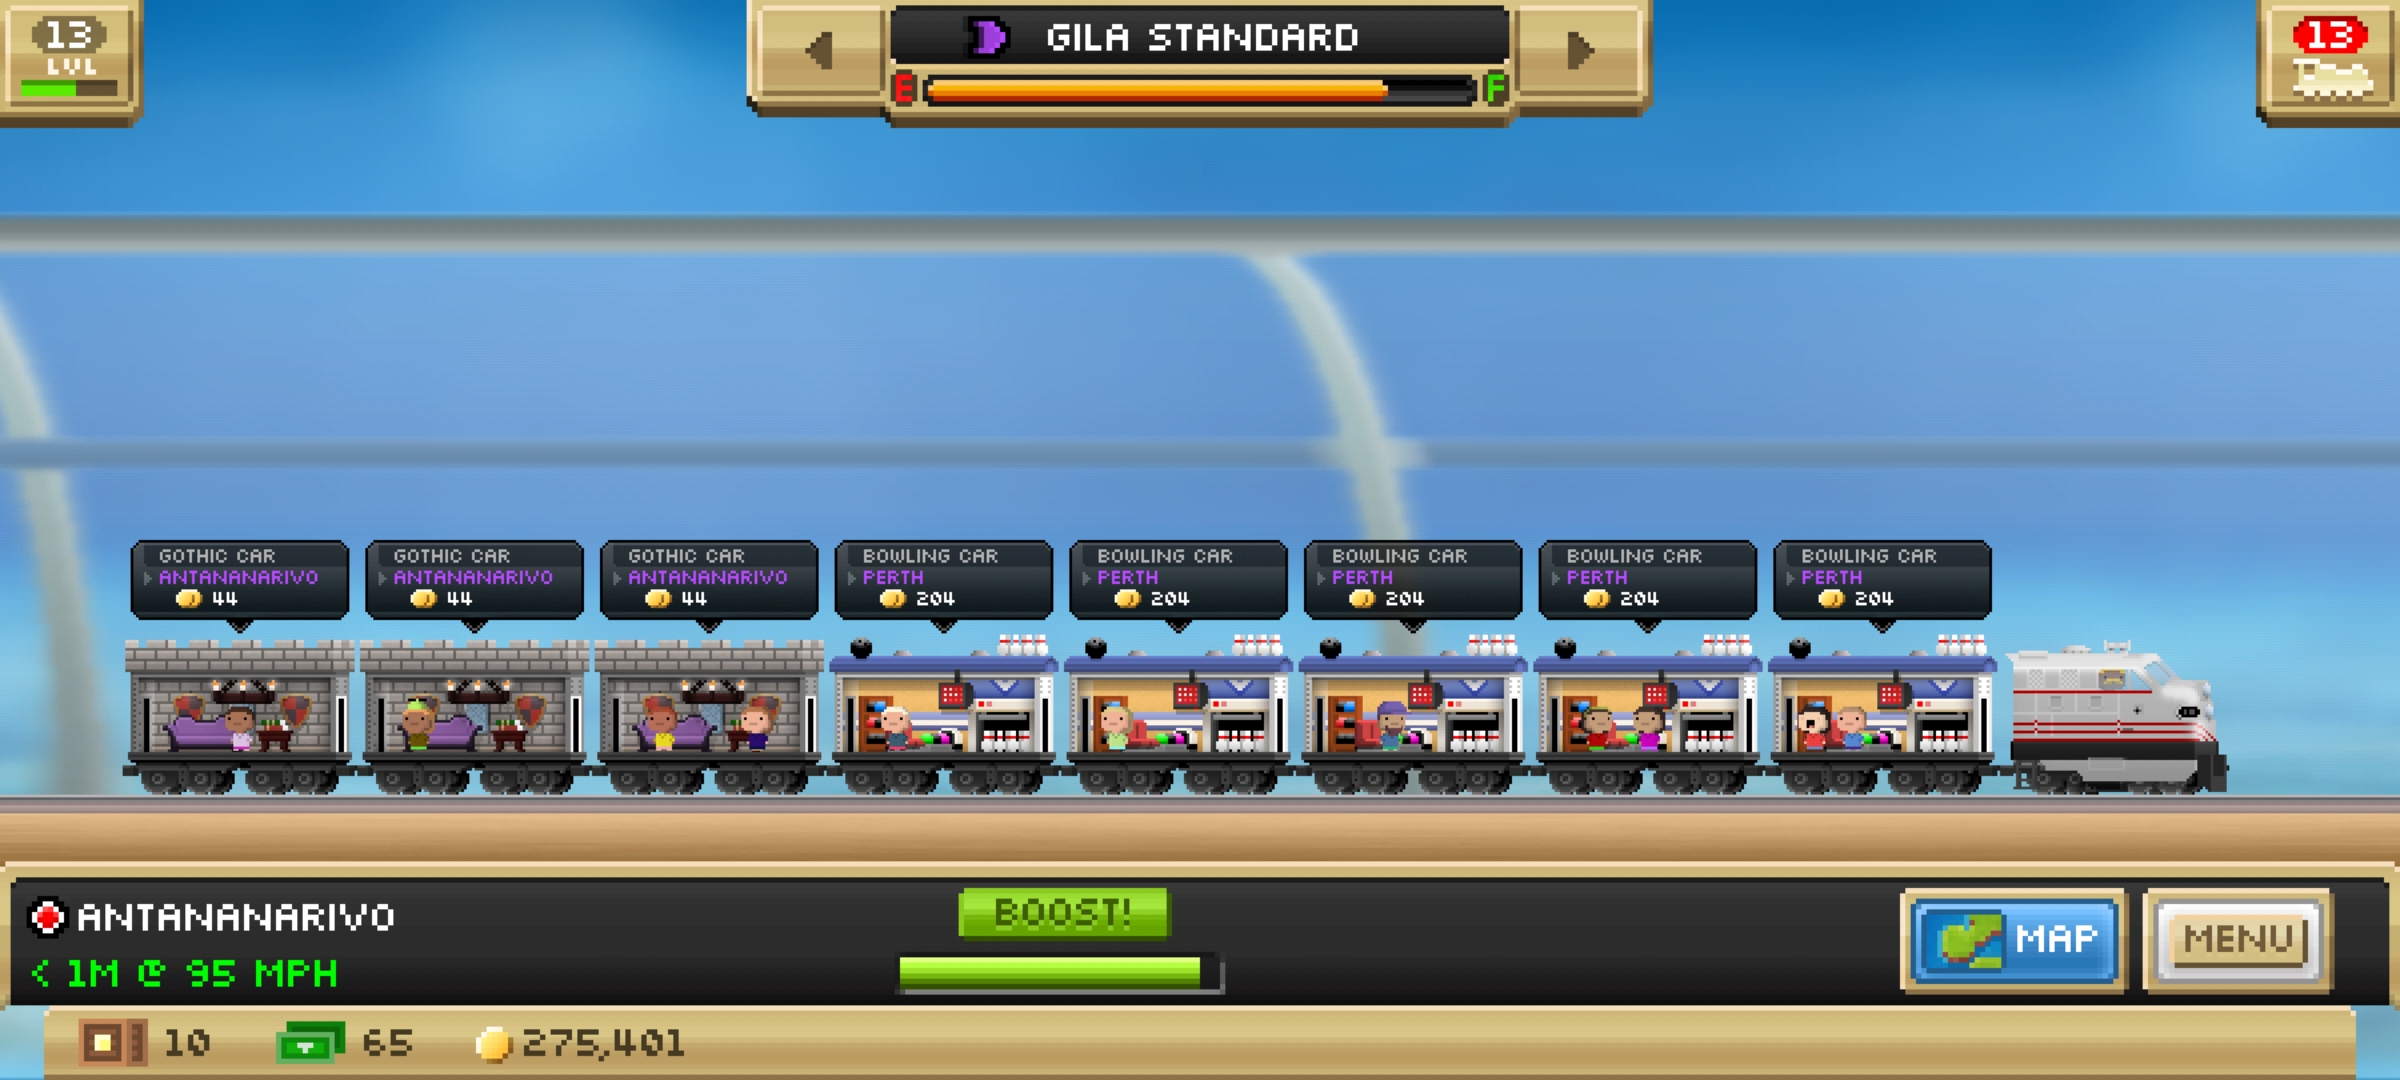 13
LVL
GILA STANDARD
E
F
13
GOTHIC CAR
ANTANANARIVO
44
GOTHIC CAR
ANTANANARIVO
44
GOTHIC CAR
ANTANANARIVO
44
BOWLING CAR
PERTH
204
BOWLING CAR
PERTH
204
BOWLING CAR
PERTH
204
BOWLING CAR
PERTH
204
BOWLING CAR
PERTH
204
ANTANANARIVO
BOOST!
< 1M @ 95 MPH
MAP
MENU
10
65
275,401